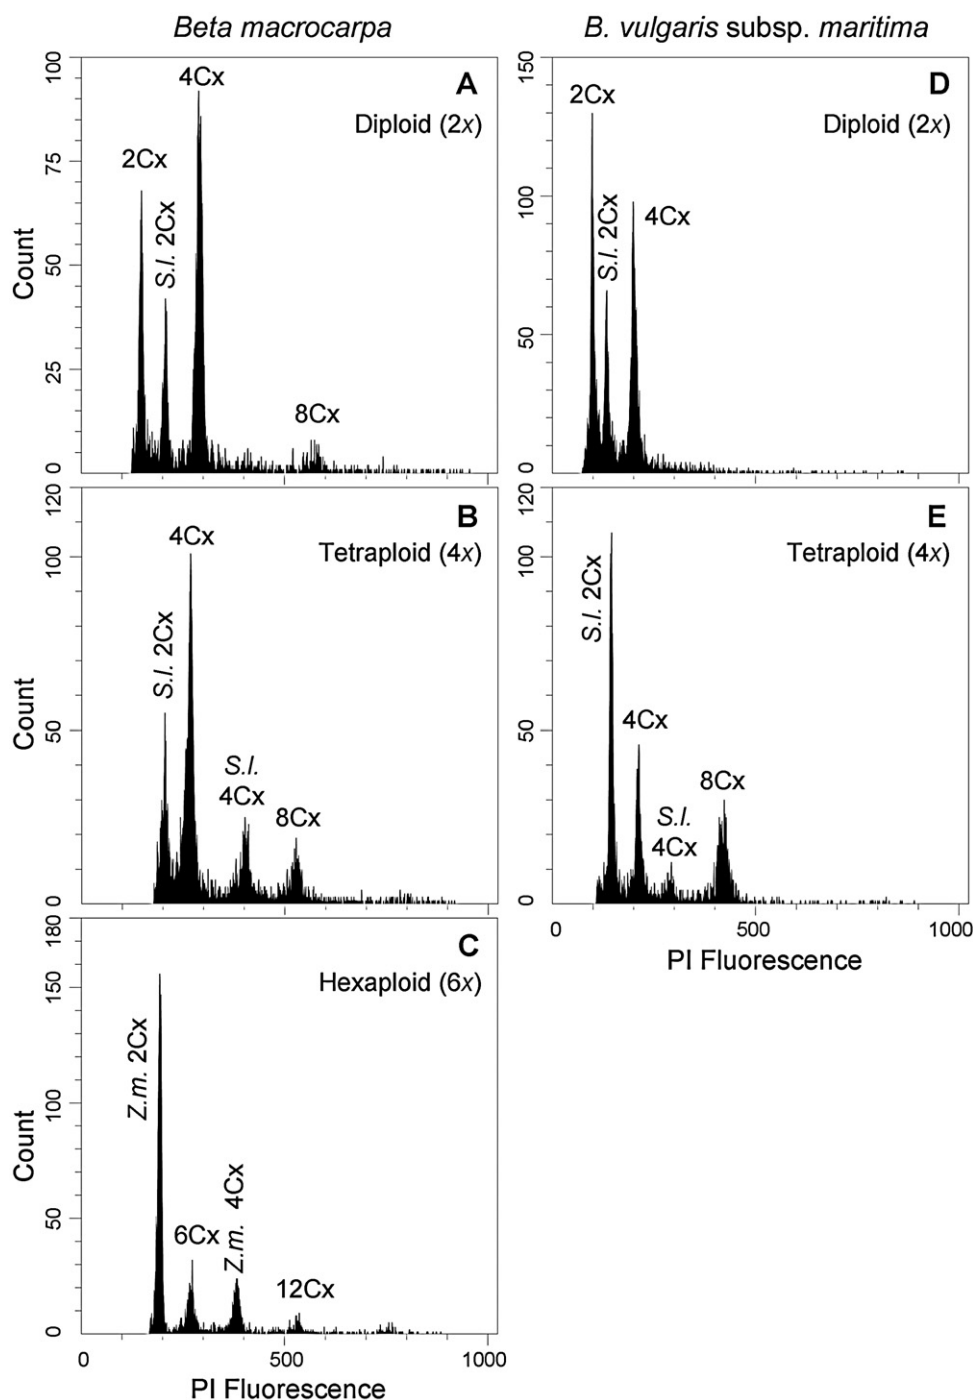 Beta macrocarpa
B. vulgaris subsp. maritima
A
Diploid (2x)
Count
100
75
50
25
0
2Cx
S.l. 2Cx
4Cx
8Cx
D
Diploid (2x)
150
100
50
0
2Cx
S.l. 2Cx
4Cx
B
Tetraploid (4x)
Count
120
100
50
0
S.l. 2Cx
4Cx
S.l.
4Cx
8Cx
E
Tetraploid (4x)
120
100
50
0
S.l. 2Cx
4Cx
S.l.
4Cx
8Cx
0
500
1000
PI Fluorescence
C
Hexaploid (6x)
Count
180
150
100
50
0
Z.m. 2Cx
6Cx
Z.m. 4Cx
12Cx
0
500
1000
PI Fluorescence